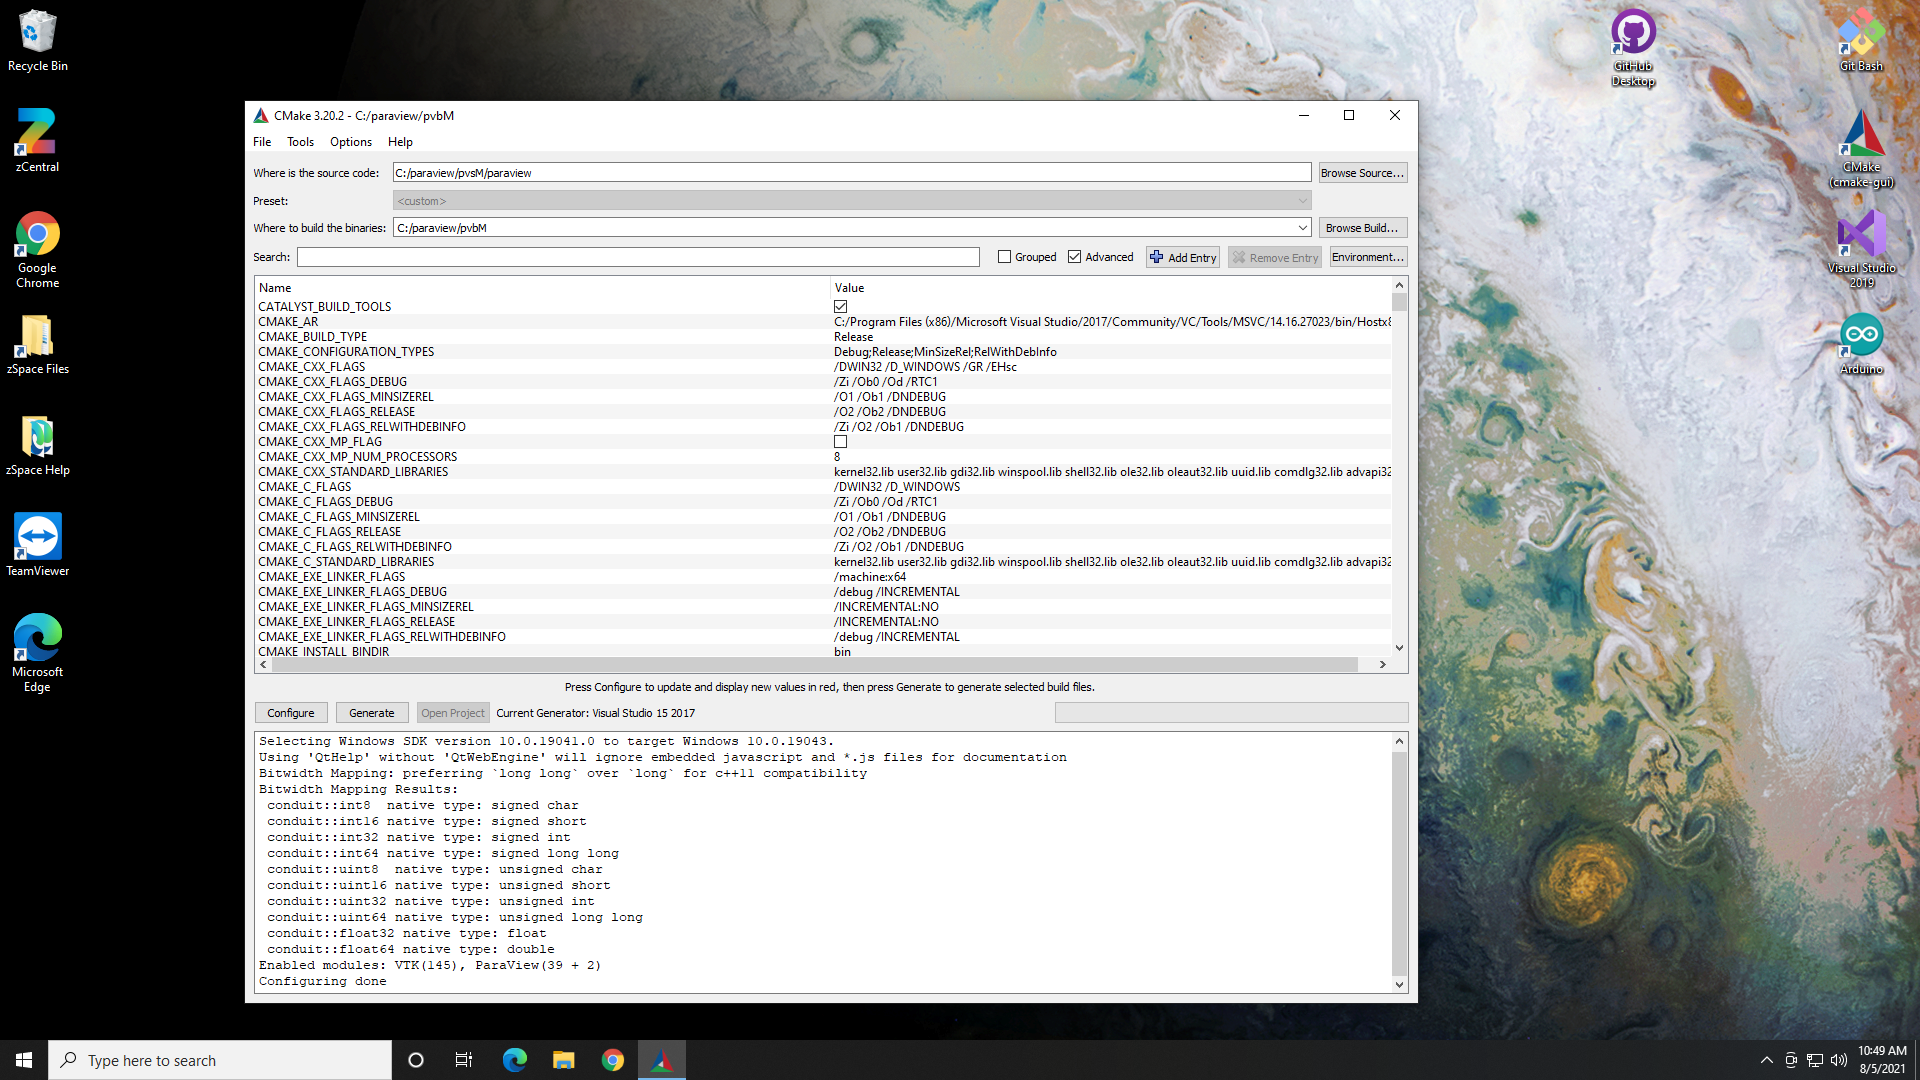 Recycle Bin
zCentral
Google
Chrome
zSpace Files
zSpace Help
TeamViewer
Microsoft
Edge
GitHub
Desktop
Git Bash
CMake
(cmake-gui)
Visual Studio
2019
Arduino
CMake 3.20.2 - C:/paraview/pvbM
File Tools Options Help
Where is the source code: C:/paraview/pvsM/paraview Browse Source...
Preset: <custom>
Where to build the binaries: C:/paraview/pvbM Browse Build...
Search: Grouped Advanced Add Entry Remove Entry Environment...
Name Value
CATALYST_BUILD_TOOLS
CMAKE_AR C:/Program Files (x86)/Microsoft Visual Studio/2017/Community/VC/Tools/MSVC/14.16.27023/bin/Hostx8
CMAKE_BUILD_TYPE Release
CMAKE_CONFIGURATION_TYPES Debug;Release;MinSizeRel;RelWithDebInfo
CMAKE_CXX_FLAGS /DWIN32 /D_WINDOWS /GR /EHsc
CMAKE_CXX_FLAGS_DEBUG /Zi /Ob0 /Od /RTC1
CMAKE_CXX_FLAGS_MINSIZEREL /O1 /Ob1 /DNDEBUG
CMAKE_CXX_FLAGS_RELEASE /O2 /Ob2 /DNDEBUG
CMAKE_CXX_FLAGS_RELWITHDEBINFO /Zi /O2 /Ob1 /DNDEBUG
CMAKE_CXX_MP_FLAG
CMAKE_CXX_MP_NUM_PROCESSORS 8
CMAKE_CXX_STANDARD_LIBRARIES kernel32.lib user32.lib gdi32.lib winspool.lib shell32.lib ole32.lib oleaut32.lib uuid.lib comdlg32.lib advapi32
CMAKE_C_FLAGS /DWIN32 /D_WINDOWS
CMAKE_C_FLAGS_DEBUG /Zi /Ob0 /Od /RTC1
CMAKE_C_FLAGS_MINSIZEREL /O1 /Ob1 /DNDEBUG
CMAKE_C_FLAGS_RELEASE /O2 /Ob2 /DNDEBUG
CMAKE_C_FLAGS_RELWITHDEBINFO /Zi /O2 /Ob1 /DNDEBUG
CMAKE_C_STANDARD_LIBRARIES kernel32.lib user32.lib gdi32.lib winspool.lib shell32.lib ole32.lib oleaut32.lib uuid.lib comdlg32.lib advapi32
CMAKE_EXE_LINKER_FLAGS /machine:x64
CMAKE_EXE_LINKER_FLAGS_DEBUG /debug /INCREMENTAL
CMAKE_EXE_LINKER_FLAGS_MINSIZEREL /INCREMENTAL:NO
CMAKE_EXE_LINKER_FLAGS_RELEASE /INCREMENTAL:NO
CMAKE_EXE_LINKER_FLAGS_RELWITHDEBINFO /debug /INCREMENTAL
CMAKE_INSTALL_BINDIR bin
Press Configure to update and display new values in red, then press Generate to generate selected build files.
Configure Generate Open Project Current Generator: Visual Studio 15 2017
Selecting Windows SDK version 10.0.19041.0 to target Windows 10.0.19043.
Using 'QtHelp' without 'QtWebEngine' will ignore embedded javascript and *.js files for documentation
Bitwidth Mapping: preferring `long long` over `long` for c++11 compatibility
Bitwidth Mapping Results:
conduit::int8 native type: signed char
conduit::int16 native type: signed short
conduit::int32 native type: signed int
conduit::int64 native type: signed long long
conduit::uint8 native type: unsigned char
conduit::uint16 native type: unsigned short
conduit::uint32 native type: unsigned int
conduit::uint64 native type: unsigned long long
conduit::float32 native type: float
conduit::float64 native type: double
Enabled modules: VTK(145), ParaView(39 + 2)
Configuring done
Type here to search
10:49 AM
8/5/2021